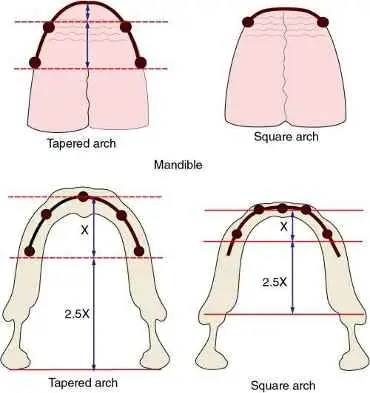 Tapered arch
Square arch
Mandible
X
X
2.5X
2.5X
Tapered arch
Square arch